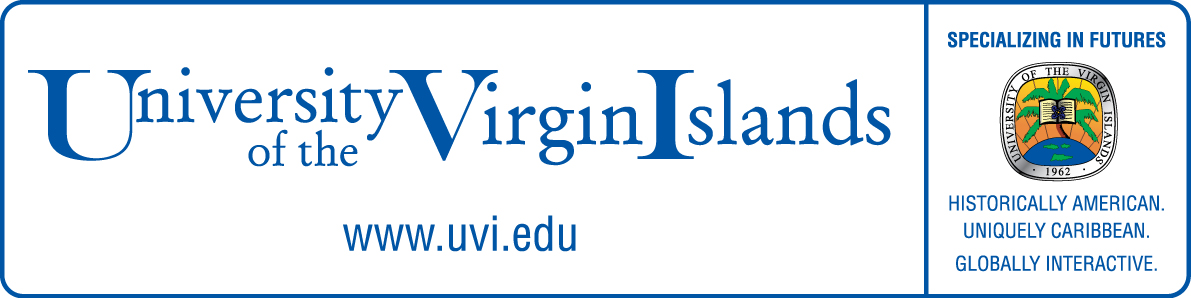 University
of the
Virgin Islands
www.uvi.edu
SPECIALIZING IN FUTURES
UNIVERSITY OF THE VIRGIN ISLANDS
· 1962 ·
HISTORICALLY AMERICAN.
UNIQUELY CARIBBEAN.
GLOBALLY INTERACTIVE.